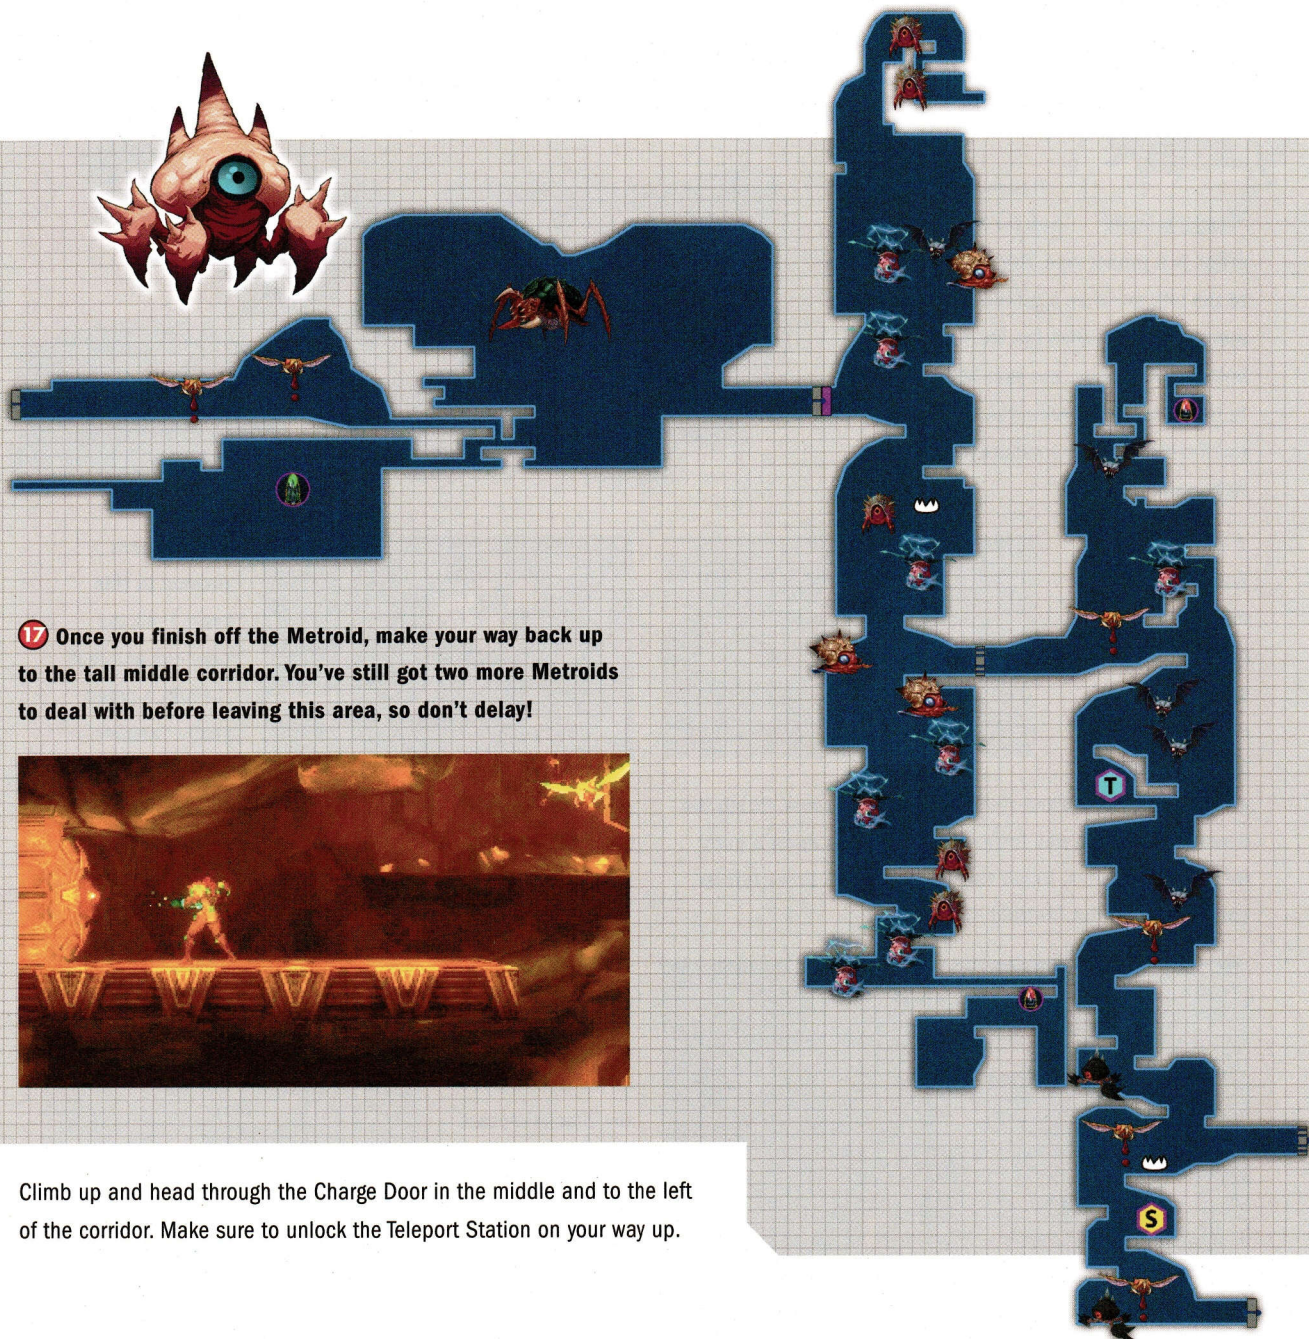 T
17 Once you finish off the Metroid, make your way back up
to the tall middle corridor. You've still got two more Metroids
to deal with before leaving this area, so don't delay!
Climb up and head through the Charge Door in the middle and to the left
of the corridor. Make sure to unlock the Teleport Station on your way up.
S